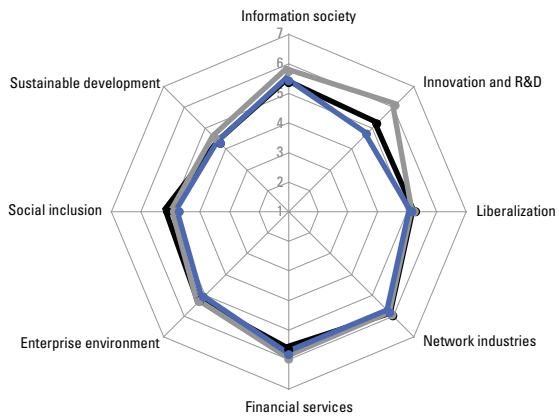 Information society
7
6
5
4
3
2
1
Sustainable development
Innovation and R&D
Social inclusion
Liberalization
Enterprise environment
Network industries
Financial services